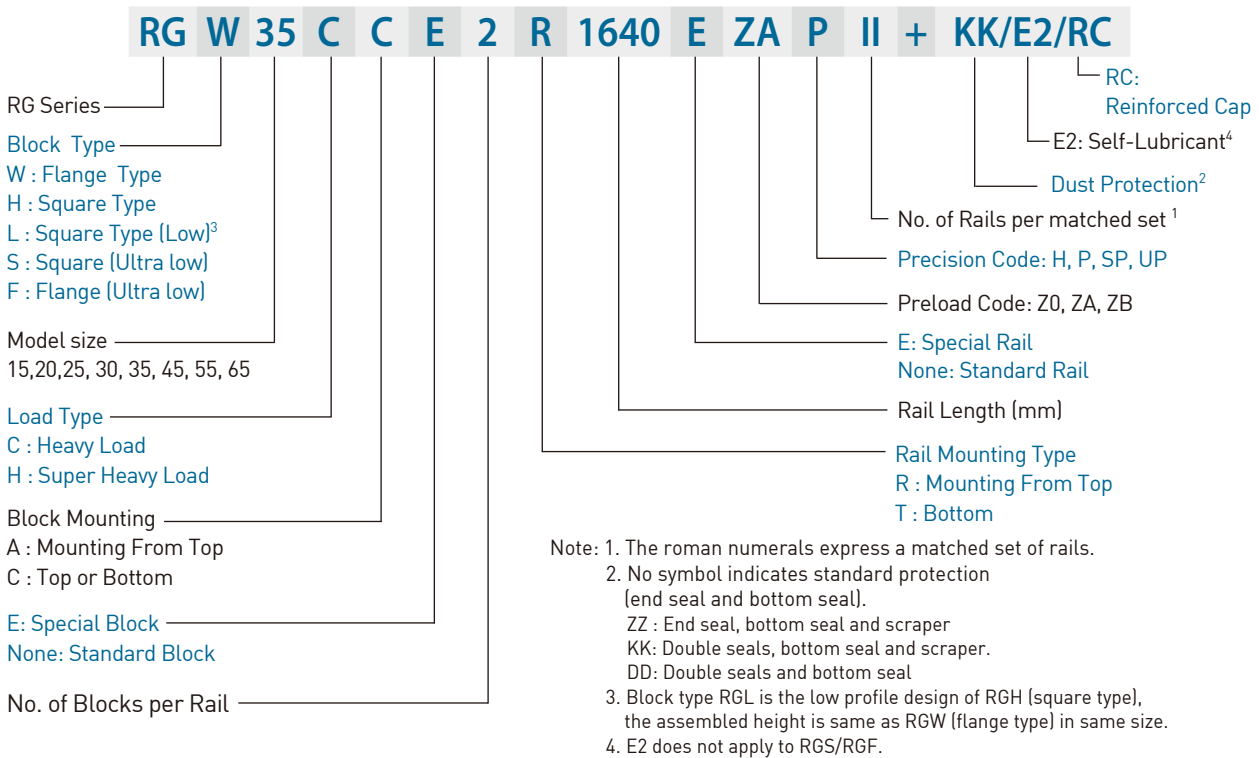 RG W 35 C C E 2 R 1640 E ZA P II + KK/E2/RC
RG Series
Block Type
W : Flange Type
H : Square Type
L : Square Type (Low)3
S : Square (Ultra low)
F : Flange (Ultra low)
Model size
15,20,25, 30, 35, 45, 55, 65
Load Type
C : Heavy Load
H : Super Heavy Load
Block Mounting
A : Mounting From Top
C : Top or Bottom
E: Special Block
None: Standard Block
No. of Blocks per Rail
RC:
Reinforced Cap
E2: Self-Lubricant4
Dust Protection2
No. of Rails per matched set 1
Precision Code: H, P, SP, UP
Preload Code: Z0, ZA, ZB
E: Special Rail
None: Standard Rail
Rail Length (mm)
Rail Mounting Type
R : Mounting From Top
T : Bottom
Note: 1. The roman numerals express a matched set of rails.
2. No symbol indicates standard protection
(end seal and bottom seal).
ZZ : End seal, bottom seal and scraper
KK: Double seals, bottom seal and scraper.
DD: Double seals and bottom seal
3. Block type RGL is the low profile design of RGH (square type),
the assembled height is same as RGW (flange type) in same size.
4. E2 does not apply to RGS/RGF.